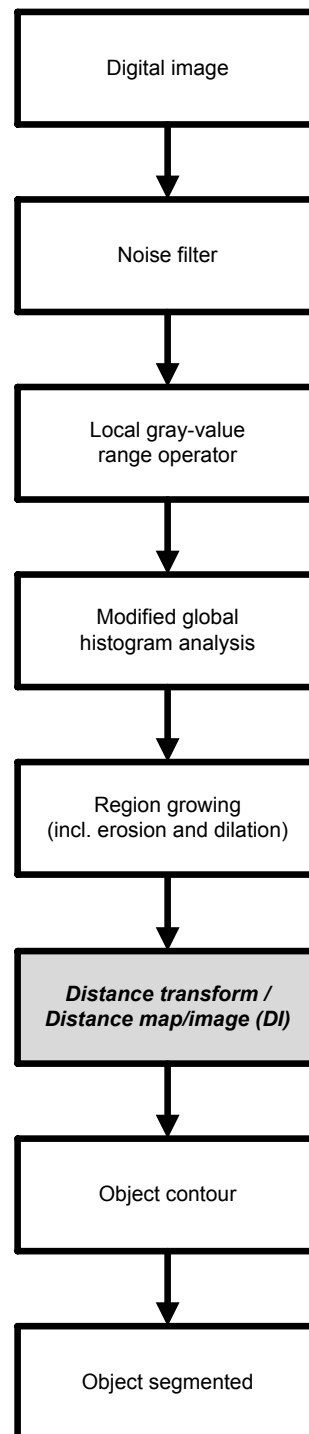 Digital image
Noise filter
Local gray-value
range operator
Modified global
histogram analysis
Region growing
(incl. erosion and dilation)
Distance transform /
Distance map/image (DI)
Object contour
Object segmented